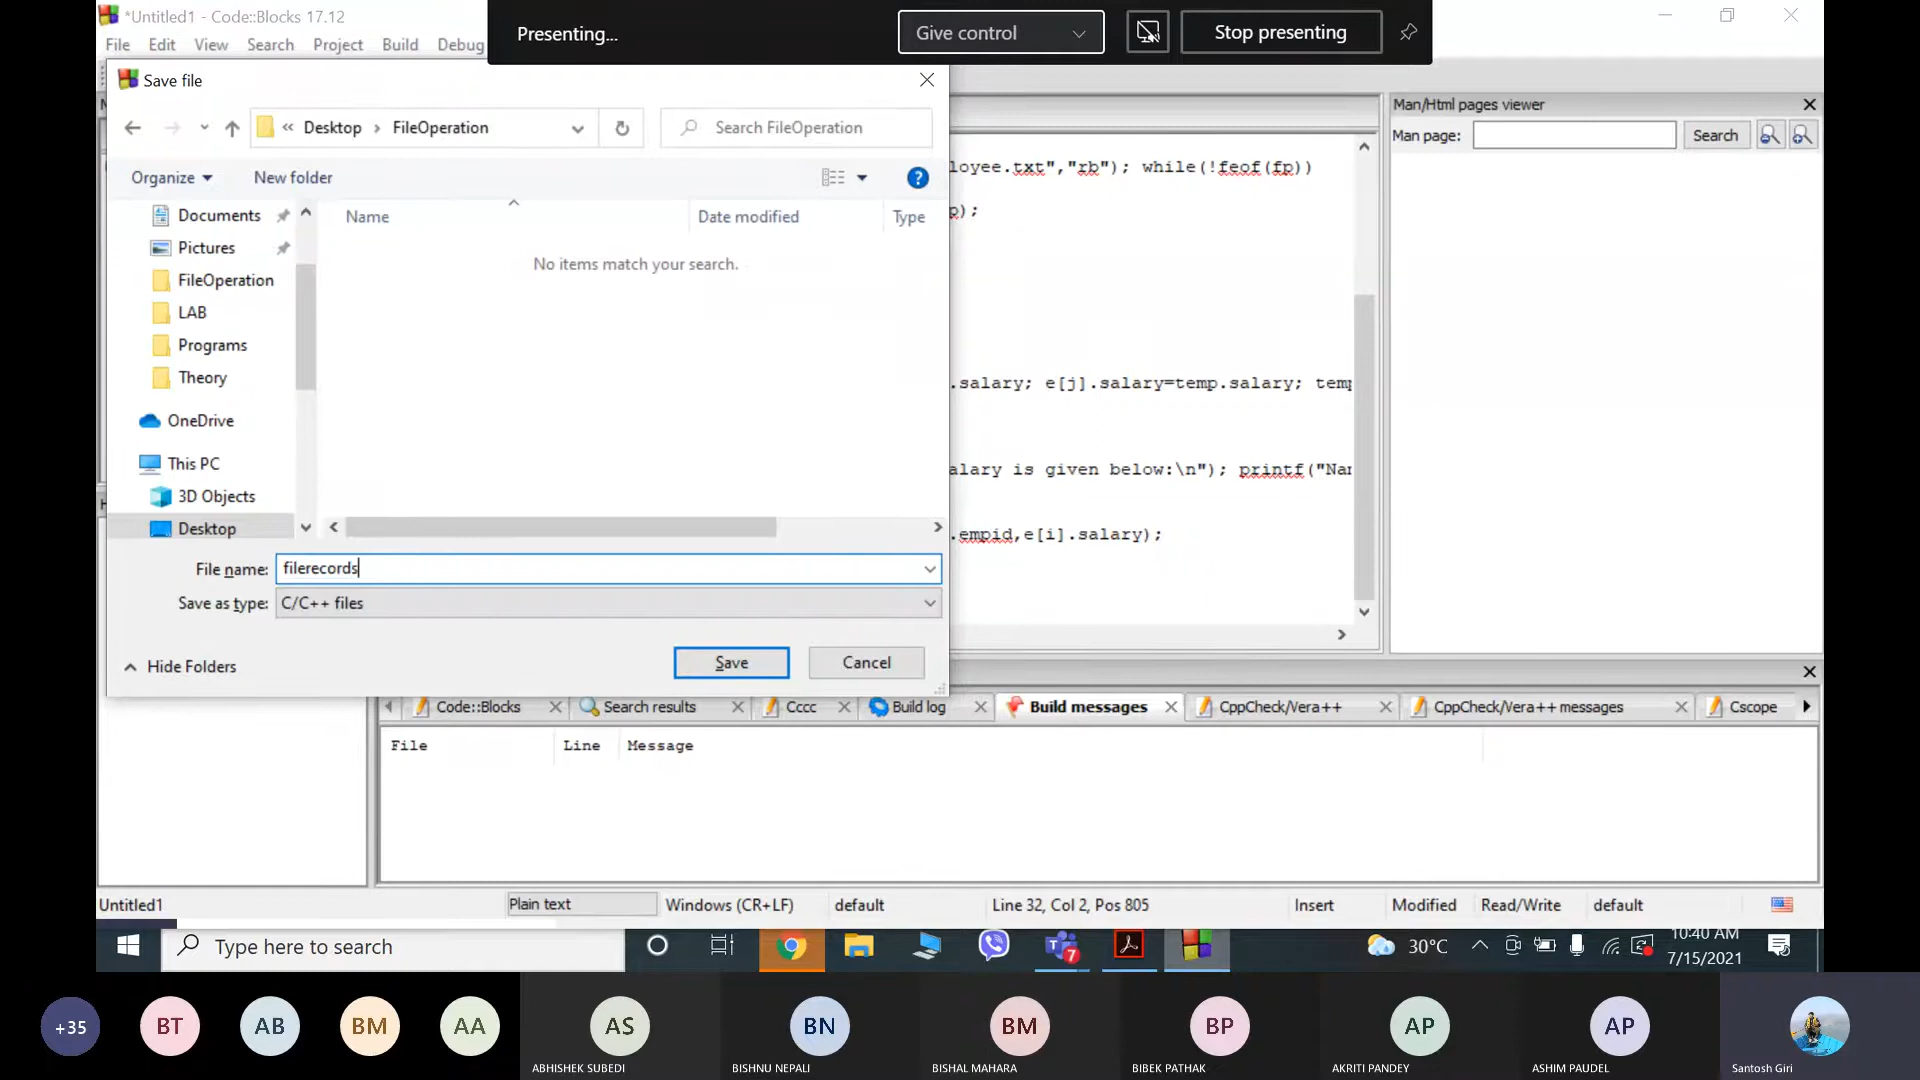 *Untitled1 - Code::Blocks 17.12
File Edit View Search Project Build Debug
Presenting...
Give control
Stop presenting
Save file
« Desktop > FileOperation
Search FileOperation
Organize
New folder
Name
Date modified
Type
No items match your search.
Documents
Pictures
FileOperation
LAB
Programs
Theory
OneDrive
This PC
3D Objects
Desktop
File name: filerecords
Save as type: C/C++ files
Hide Folders
Save
Cancel
loyee.txt","rb"); while(!feof(fp))
p);
.salary; e[j].salary=temp.salary; temp
alary is given below:\n"); printf("Nar
.empid,e[i].salary);
Man/Html pages viewer
Man page:
Search
Code::Blocks
Search results
Cccc
Build log
Build messages
CppCheck/Vera++
CppCheck/Vera++ messages
Cscope
File Line Message
Untitled1
Plain text
Windows (CR+LF)
default
Line 32, Col 2, Pos 805
Insert
Modified
Read/Write
default
Type here to search
7
30°C
10:40 AM
7/15/2021
+35
BT
AB
BM
AA
AS
ABHISHEK SUBEDI
BN
BISHNU NEPALI
BM
BISHAL MAHARA
BP
BIBEK PATHAK
AP
AKRITI PANDEY
AP
ASHIM PAUDEL
Santosh Giri